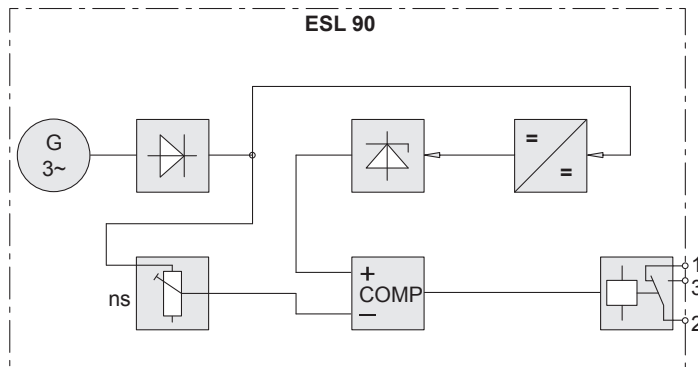 ESL 90
G
3~
=
=
ns
+
COMP
−
1
3
2